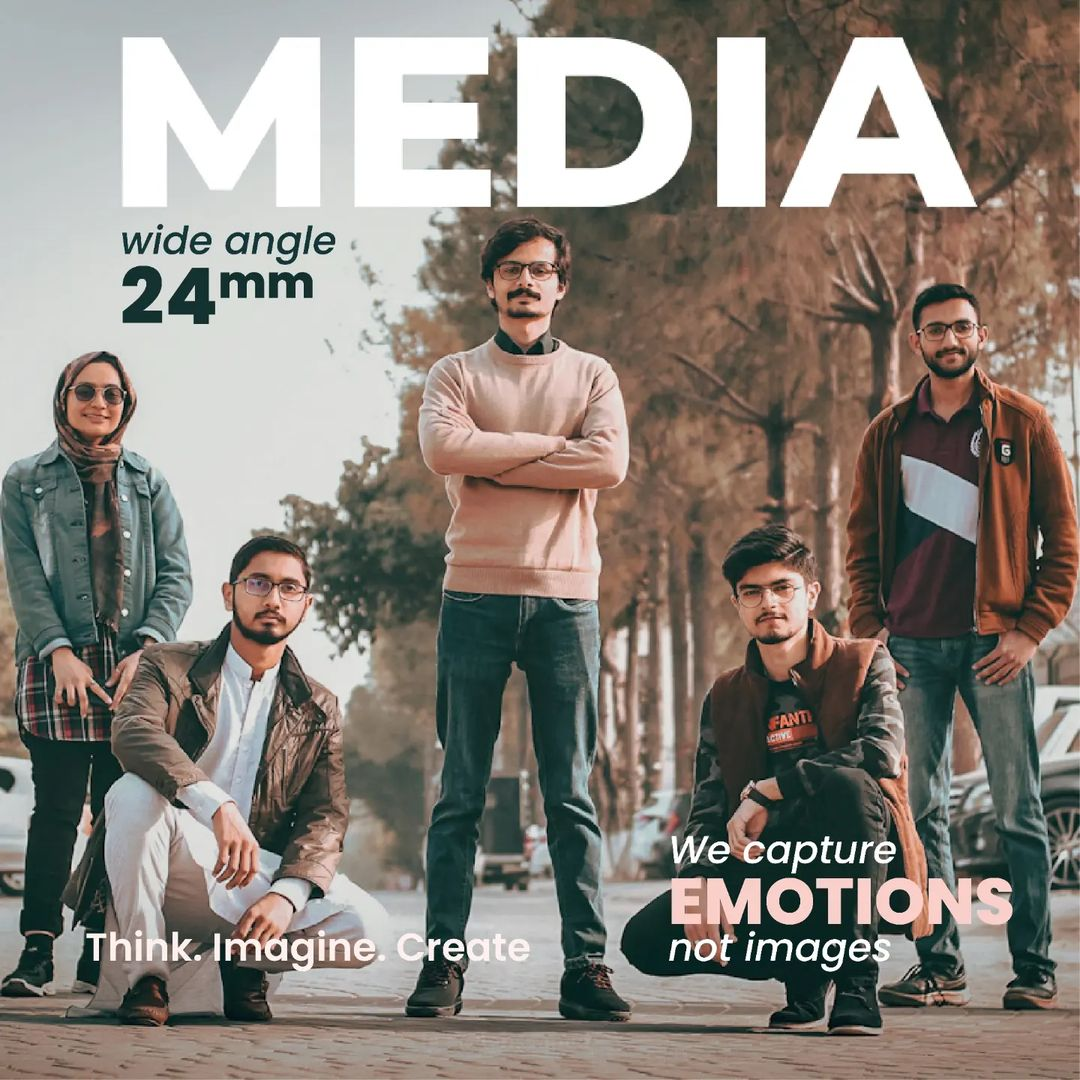 MEDIA
wide angle
24mm
We capture
EMOTIONS
not images
Think. Imagine. Create
G